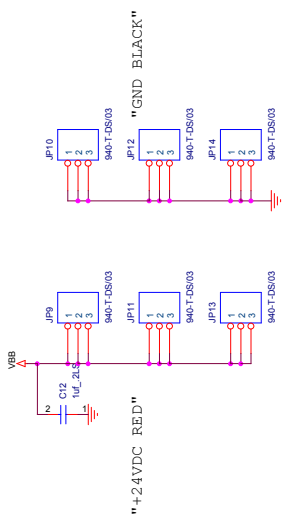 "GND BLACK"
JP10
1
2
3
940-T-DS/03
JP12
1
2
3
940-T-DS/03
JP14
1
2
3
940-T-DS/03
JP9
1
2
3
940-T-DS/03
JP11
1
2
3
940-T-DS/03
JP13
1
2
3
940-T-DS/03
VBB
C12
1uf_.2LS
2
1
"+24VDC RED"